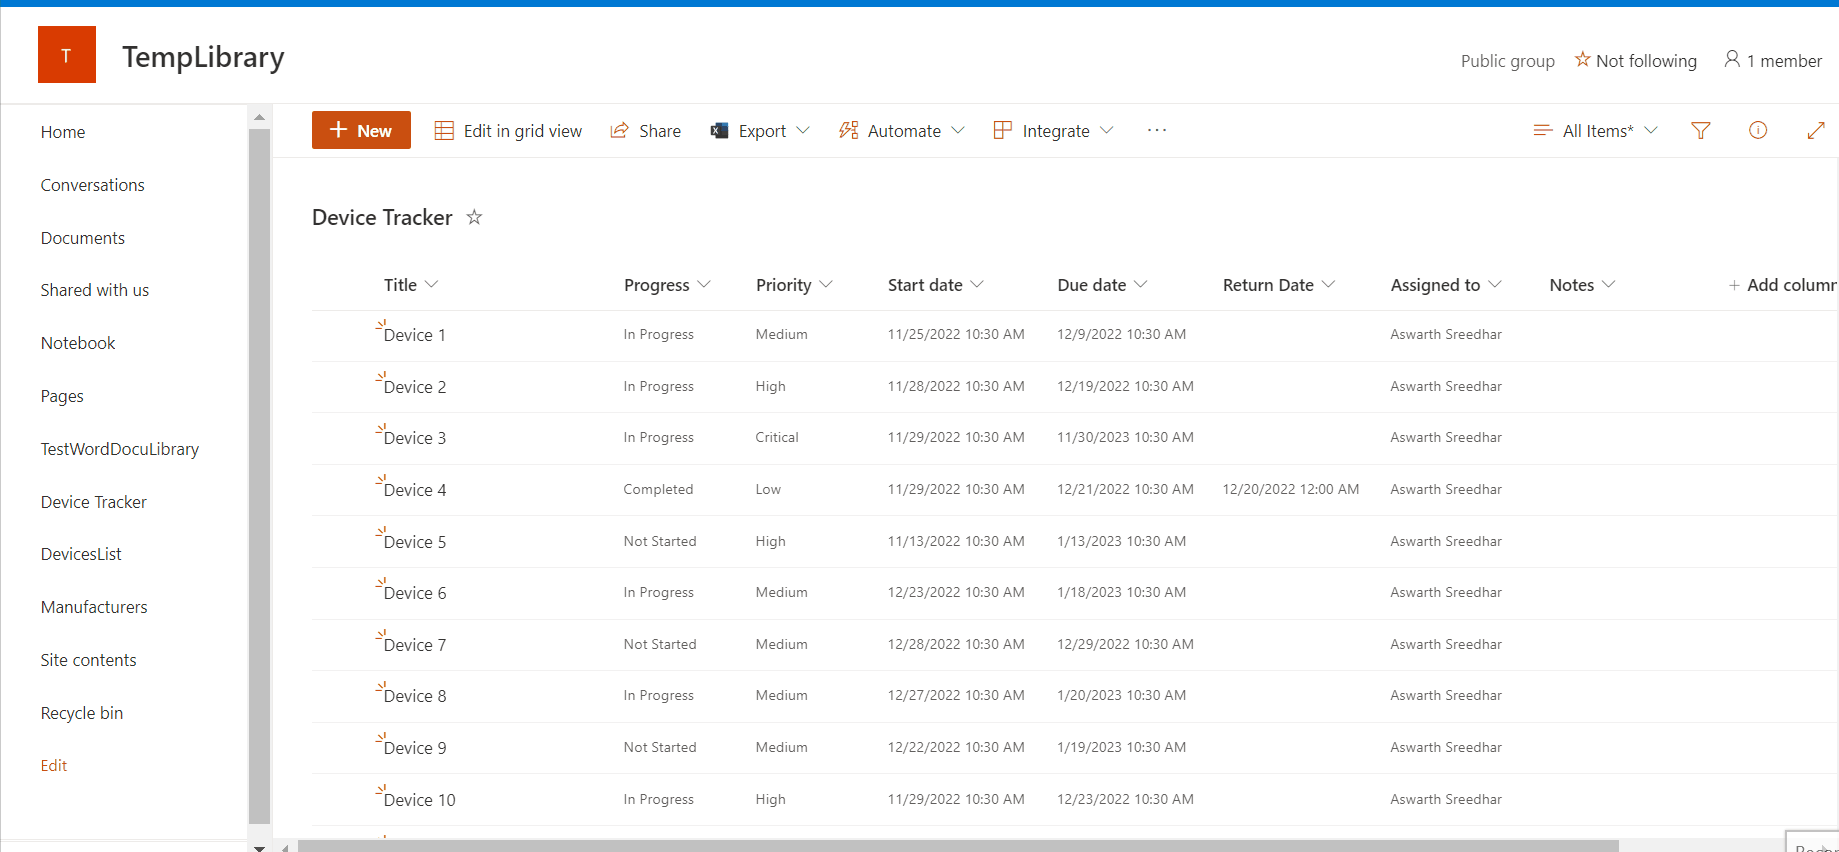 T
TempLibrary
Public group
Not following
1 member
Home
Conversations
Documents
Shared with us
Notebook
Pages
TestWordDocuLibrary
Device Tracker
DevicesList
Manufacturers
Site contents
Recycle bin
Edit
New
Edit in grid view
Share
Export
Automate
Integrate
All Items*
Device Tracker
Title Progress Priority Start date Due date Return Date Assigned to Notes + Add column
Device 1 In Progress Medium 11/25/2022 10:30 AM 12/9/2022 10:30 AM Aswarth Sreedhar
Device 2 In Progress High 11/28/2022 10:30 AM 12/19/2022 10:30 AM Aswarth Sreedhar
Device 3 In Progress Critical 11/29/2022 10:30 AM 11/30/2023 10:30 AM Aswarth Sreedhar
Device 4 Completed Low 11/29/2022 10:30 AM 12/21/2022 10:30 AM 12/20/2022 12:00 AM Aswarth Sreedhar
Device 5 Not Started High 11/13/2022 10:30 AM 1/13/2023 10:30 AM Aswarth Sreedhar
Device 6 In Progress Medium 12/23/2022 10:30 AM 1/18/2023 10:30 AM Aswarth Sreedhar
Device 7 Not Started Medium 12/28/2022 10:30 AM 12/29/2022 10:30 AM Aswarth Sreedhar
Device 8 In Progress Medium 12/27/2022 10:30 AM 1/20/2023 10:30 AM Aswarth Sreedhar
Device 9 Not Started Medium 12/22/2022 10:30 AM 1/19/2023 10:30 AM Aswarth Sreedhar
Device 10 In Progress High 11/29/2022 10:30 AM 12/23/2022 10:30 AM Aswarth Sreedhar